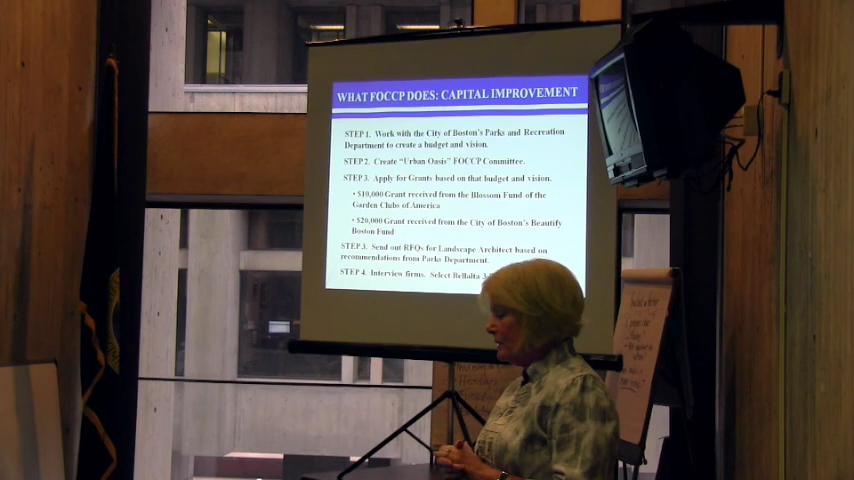 WHAT FOCCP DOES: CAPITAL IMPROVEMENT
STEP 1. Work with the City of Boston's Parks and Recreation
Department to create a budget and vision.
STEP 2. Create "Urban Oasis" FOCCP Committee.
STEP 3. Apply for Grants based on that budget and vision.
• $10,000 Grant received from the Blossom Fund of the
Garden Clubs of America
• $20,000 Grant received from the City of Boston's Beautify
Boston Fund
STEP 3. Send out RFQs for Landscape Architect based on
recommendations from Parks Department.
STEP 4. Interview firms. Select Bellalta